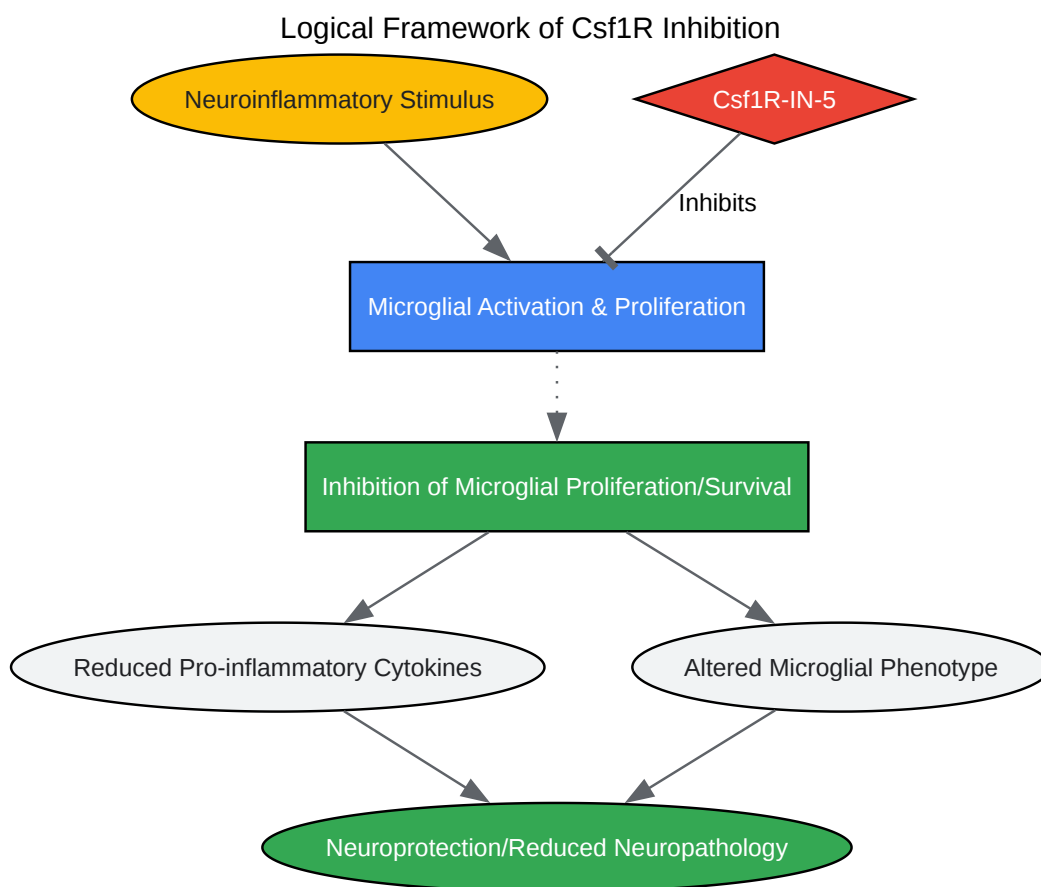 Logical Framework of Csf1R Inhibition
Neuroinflammatory Stimulus
Csf1R-IN-5
Inhibits
Microglial Activation & Proliferation
Inhibition of Microglial Proliferation/Survival
Reduced Pro-inflammatory Cytokines
Altered Microglial Phenotype
Neuroprotection/Reduced Neuropathology